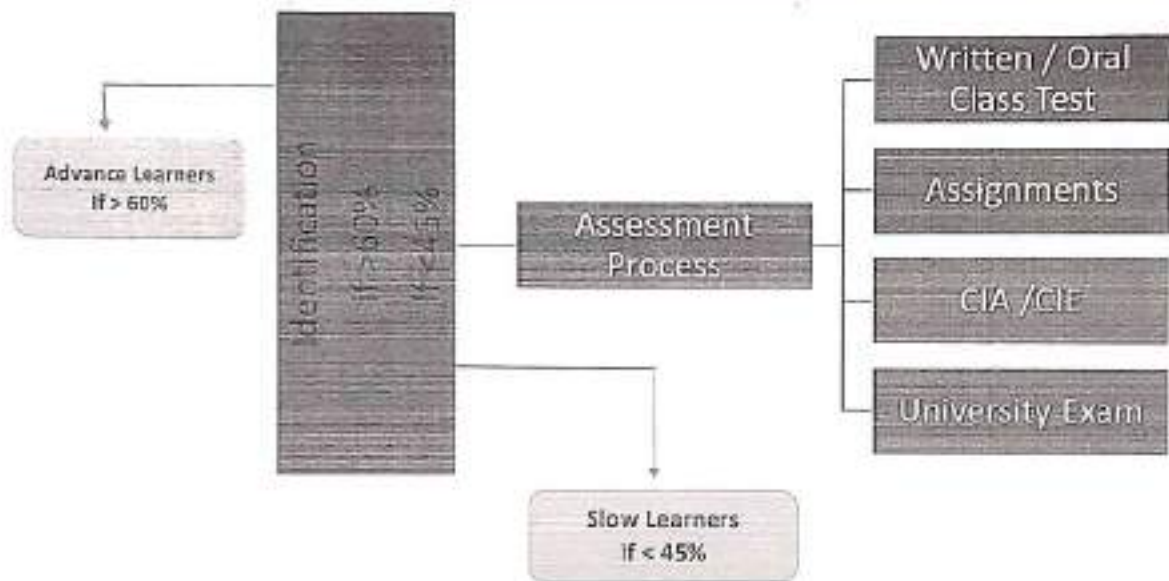 Advance Learners
If > 60%
Identification
If >60%
If <45%
Assessment
Process
Written / Oral
Class Test
Assignments
CIA /CIE
University Exam
Slow Learners
If < 45%